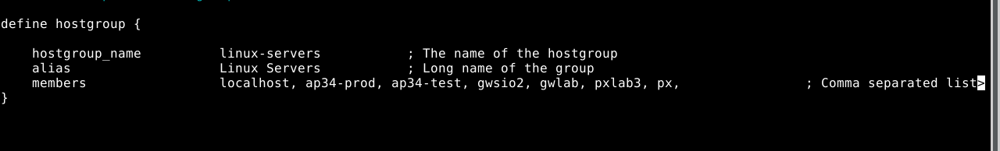 define hostgroup {
hostgroup_name linux-servers ; The name of the hostgroup
alias Linux Servers ; Long name of the group
members localhost, ap34-prod, ap34-test, gwsio2, gwlab, pxlab3, px, ; Comma separated list>
}